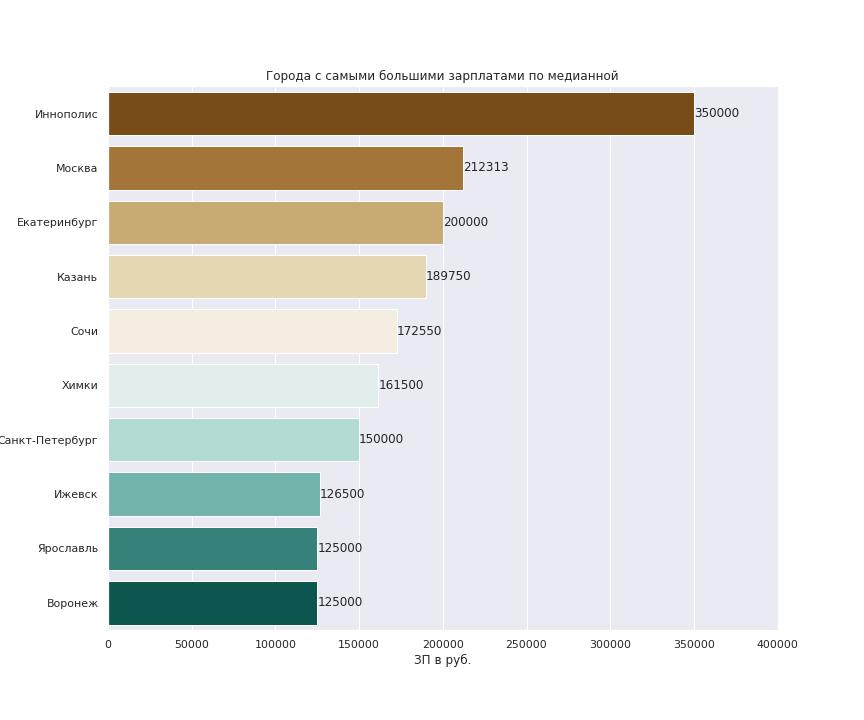 Города с самыми большими зарплатами по медианной
Иннополис 350000
Москва 212313
Екатеринбург 200000
Казань 189750
Сочи 172550
Химки 161500
Санкт-Петербург 150000
Ижевск 126500
Ярославль 125000
Воронеж 125000
0 50000 100000 150000 200000 250000 300000 350000 400000
ЗП в руб.